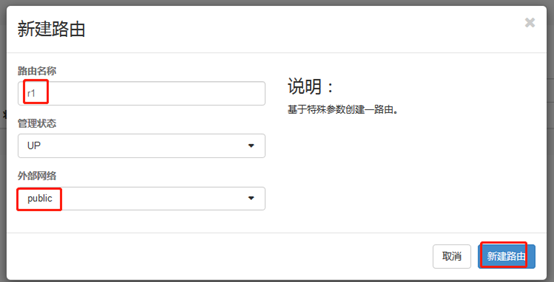 新建路由
×
路由名称
r1
说明：
基于特殊参数创建一路由。
管理状态
UP
外部网络
public
取消
新建路由